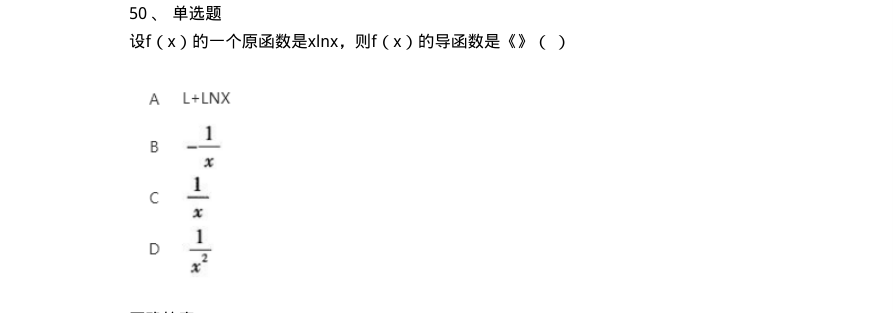 50 、 单选题
设f（x）的一个原函数是xlnx，则f（x）的导函数是《》（ ）
A L+LNX
B -1/x
C 1/x
D 1/x²